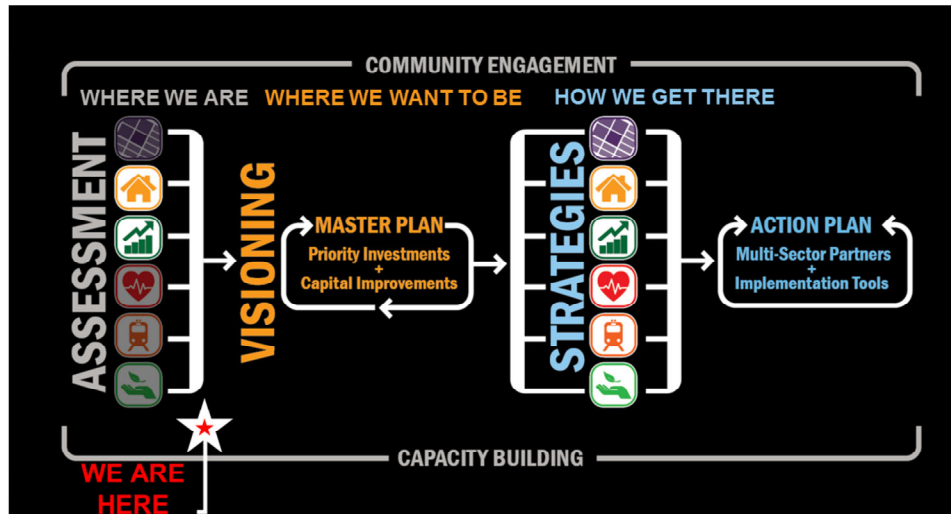 COMMUNITY ENGAGEMENT
WHERE WE ARE
WHERE WE WANT TO BE
HOW WE GET THERE
ASSESSMENT
VISIONING
MASTER PLAN
Priority Investments
+
Capital Improvements
STRATEGIES
ACTION PLAN
Multi-Sector Partners
+
Implementation Tools
CAPACITY BUILDING
WE ARE
HERE